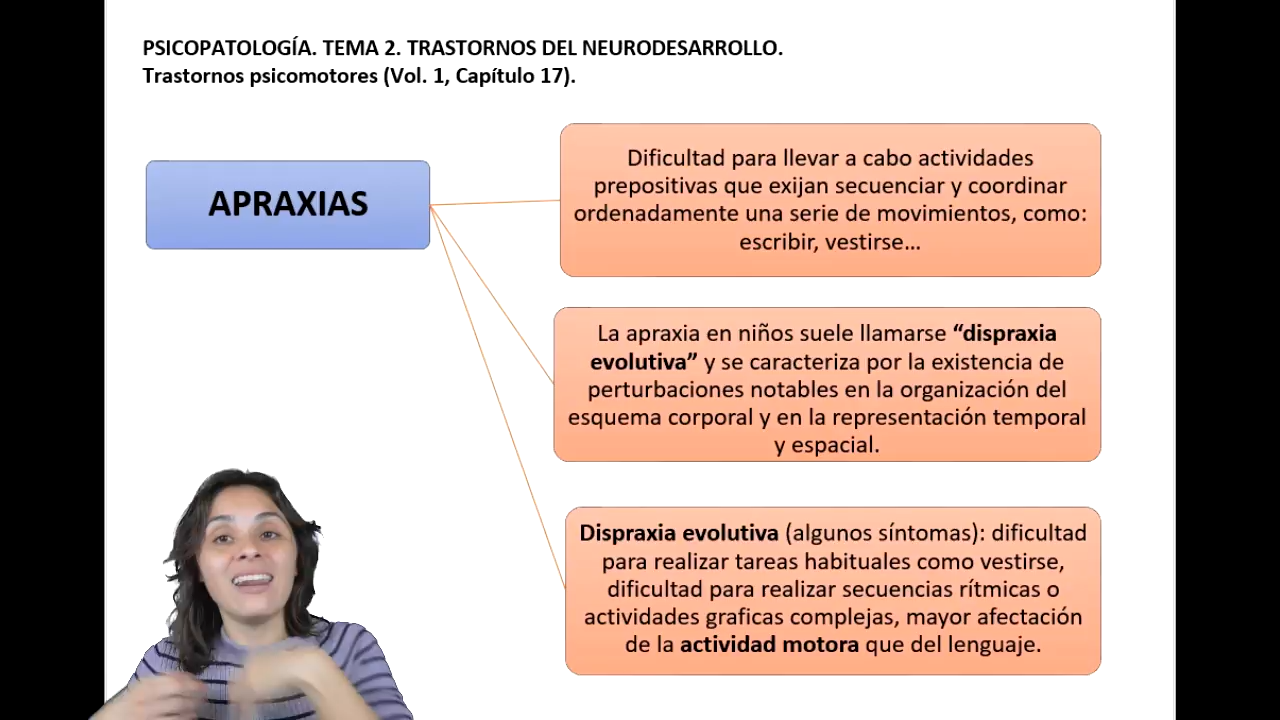 PSICOPATOLOGÍA. TEMA 2. TRASTORNOS DEL NEURODESARROLLO.
Trastornos psicomotores (Vol. 1, Capítulo 17).
APRAXIAS
Dificultad para llevar a cabo actividades
prepositivas que exijan secuenciar y coordinar
ordenadamente una serie de movimientos, como:
escribir, vestirse...
La apraxia en niños suele llamarse “dispraxia
evolutiva” y se caracteriza por la existencia de
perturbaciones notables en la organización del
esquema corporal y en la representación temporal
y espacial.
Dispraxia evolutiva (algunos síntomas): dificultad
para realizar tareas habituales como vestirse,
dificultad para realizar secuencias rítmicas o
actividades graficas complejas, mayor afectación
de la actividad motora que del lenguaje.